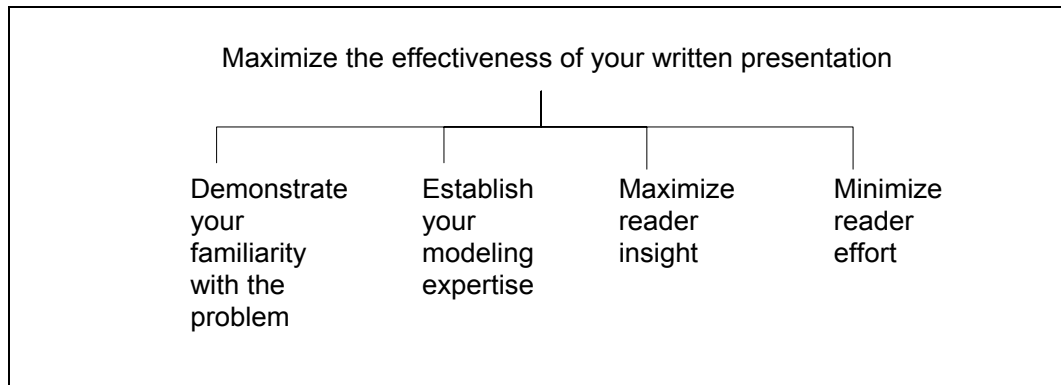 Maximize the effectiveness of your written presentation
Demonstrate
your
familiarity
with the
problem
Establish
your
modeling
expertise
Maximize
reader
insight
Minimize
reader
effort